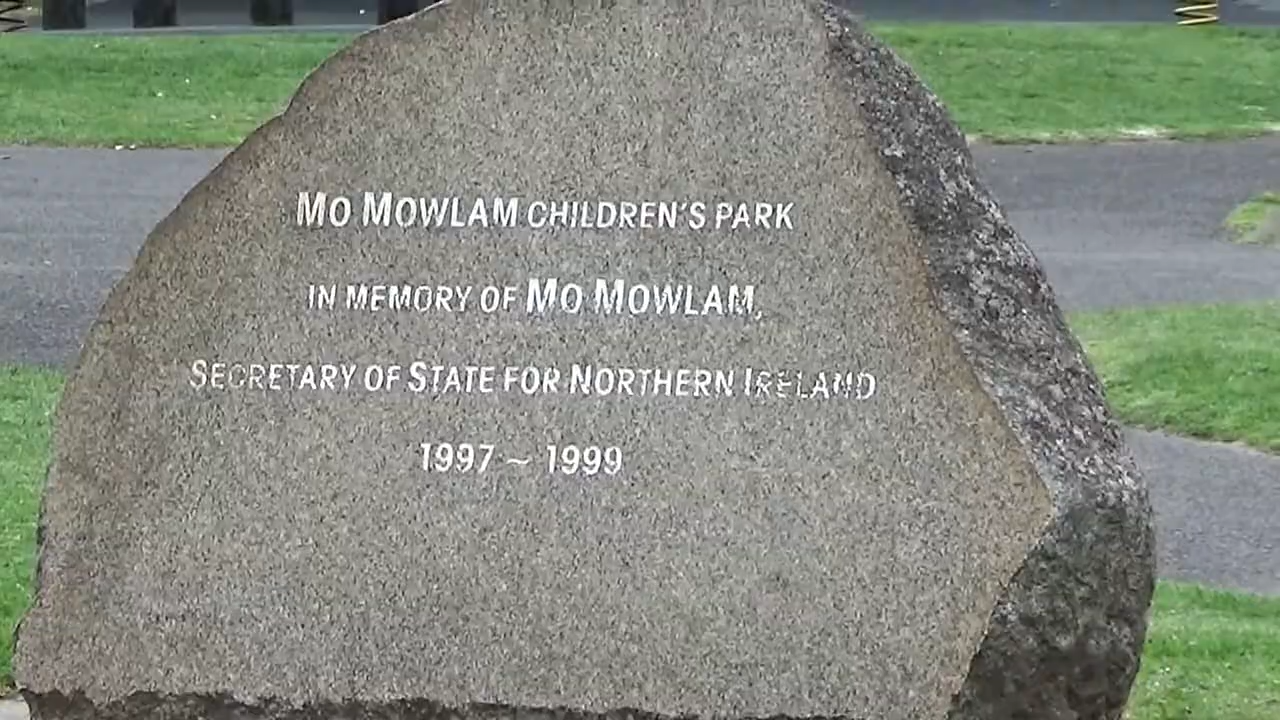 MO MOWLAM CHILDREN'S PARK
IN MEMORY OF MO MOWLAM,
SECRETARY OF STATE FOR NORTHERN IRELAND
1997 ~ 1999